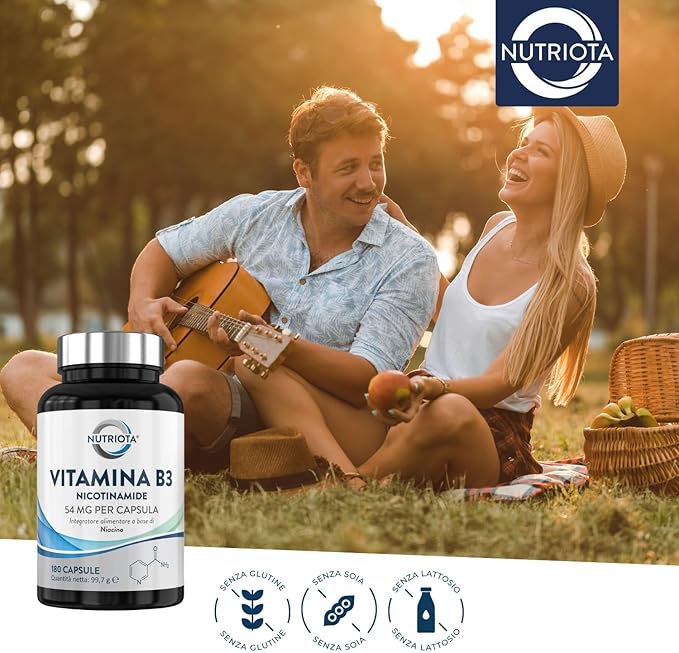 NUTRIOTA
NUTRIOTA®
VITAMINA B3
NICOTINAMIDE
54 MG PER CAPSULA
Integratore alimentare a base di
Niacina
180 CAPSULE
Quantità netta: 99,7 g ℮
O
NH₂
N
SENZA GLUTINE
SENZA GLUTINE
SENZA SOIA
SENZA SOIA
SENZA LATTOSIO
SENZA LATTOSIO